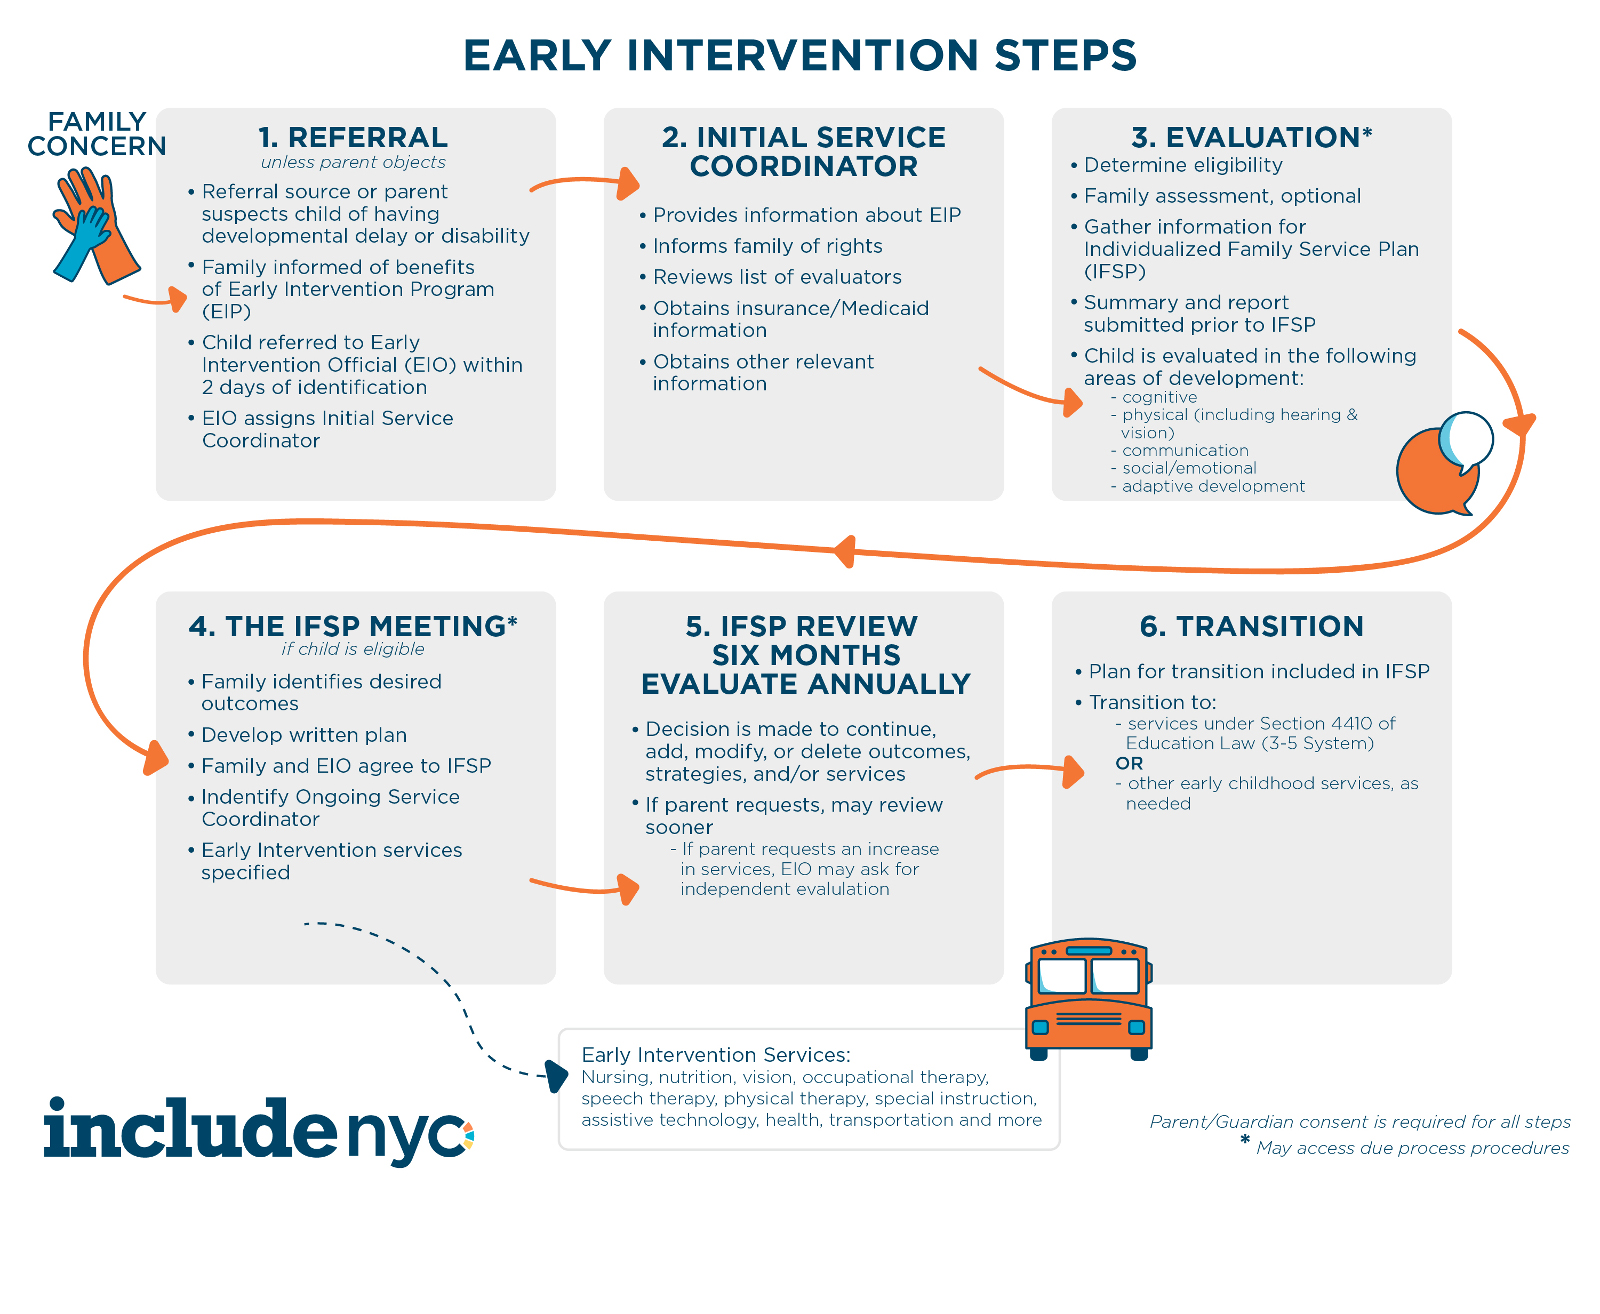 EARLY INTERVENTION STEPS
FAMILY
CONCERN
1. REFERRAL
unless parent objects
• Referral source or parent
suspects child of having
developmental delay or disability
• Family informed of benefits
of Early Intervention Program
(EIP)
• Child referred to Early
Intervention Official (EIO) within
2 days of identification
• EIO assigns Initial Service
Coordinator
2. INITIAL SERVICE
COORDINATOR
• Provides information about EIP
• Informs family of rights
• Reviews list of evaluators
• Obtains insurance/Medicaid
information
• Obtains other relevant
information
3. EVALUATION*
• Determine eligibility
• Family assessment, optional
• Gather information for
Individualized Family Service Plan
(IFSP)
• Summary and report
submitted prior to IFSP
• Child is evaluated in the following
areas of development:
- cognitive
- physical (including hearing &
vision)
- communication
- social/emotional
- adaptive development
4. THE IFSP MEETING*
if child is eligible
• Family identifies desired
outcomes
• Develop written plan
• Family and EIO agree to IFSP
• Indentify Ongoing Service
Coordinator
• Early Intervention services
specified
5. IFSP REVIEW
SIX MONTHS
EVALUATE ANNUALLY
• Decision is made to continue,
add, modify, or delete outcomes,
strategies, and/or services
• If parent requests, may review
sooner
- If parent requests an increase
in services, EIO may ask for
independent evalulation
6. TRANSITION
• Plan for transition included in IFSP
• Transition to:
- services under Section 4410 of
Education Law (3-5 System)
OR
- other early childhood services, as
needed
Early Intervention Services:
Nursing, nutrition, vision, occupational therapy,
speech therapy, physical therapy, special instruction,
assistive technology, health, transportation and more
includenyc
Parent/Guardian consent is required for all steps
* May access due process procedures